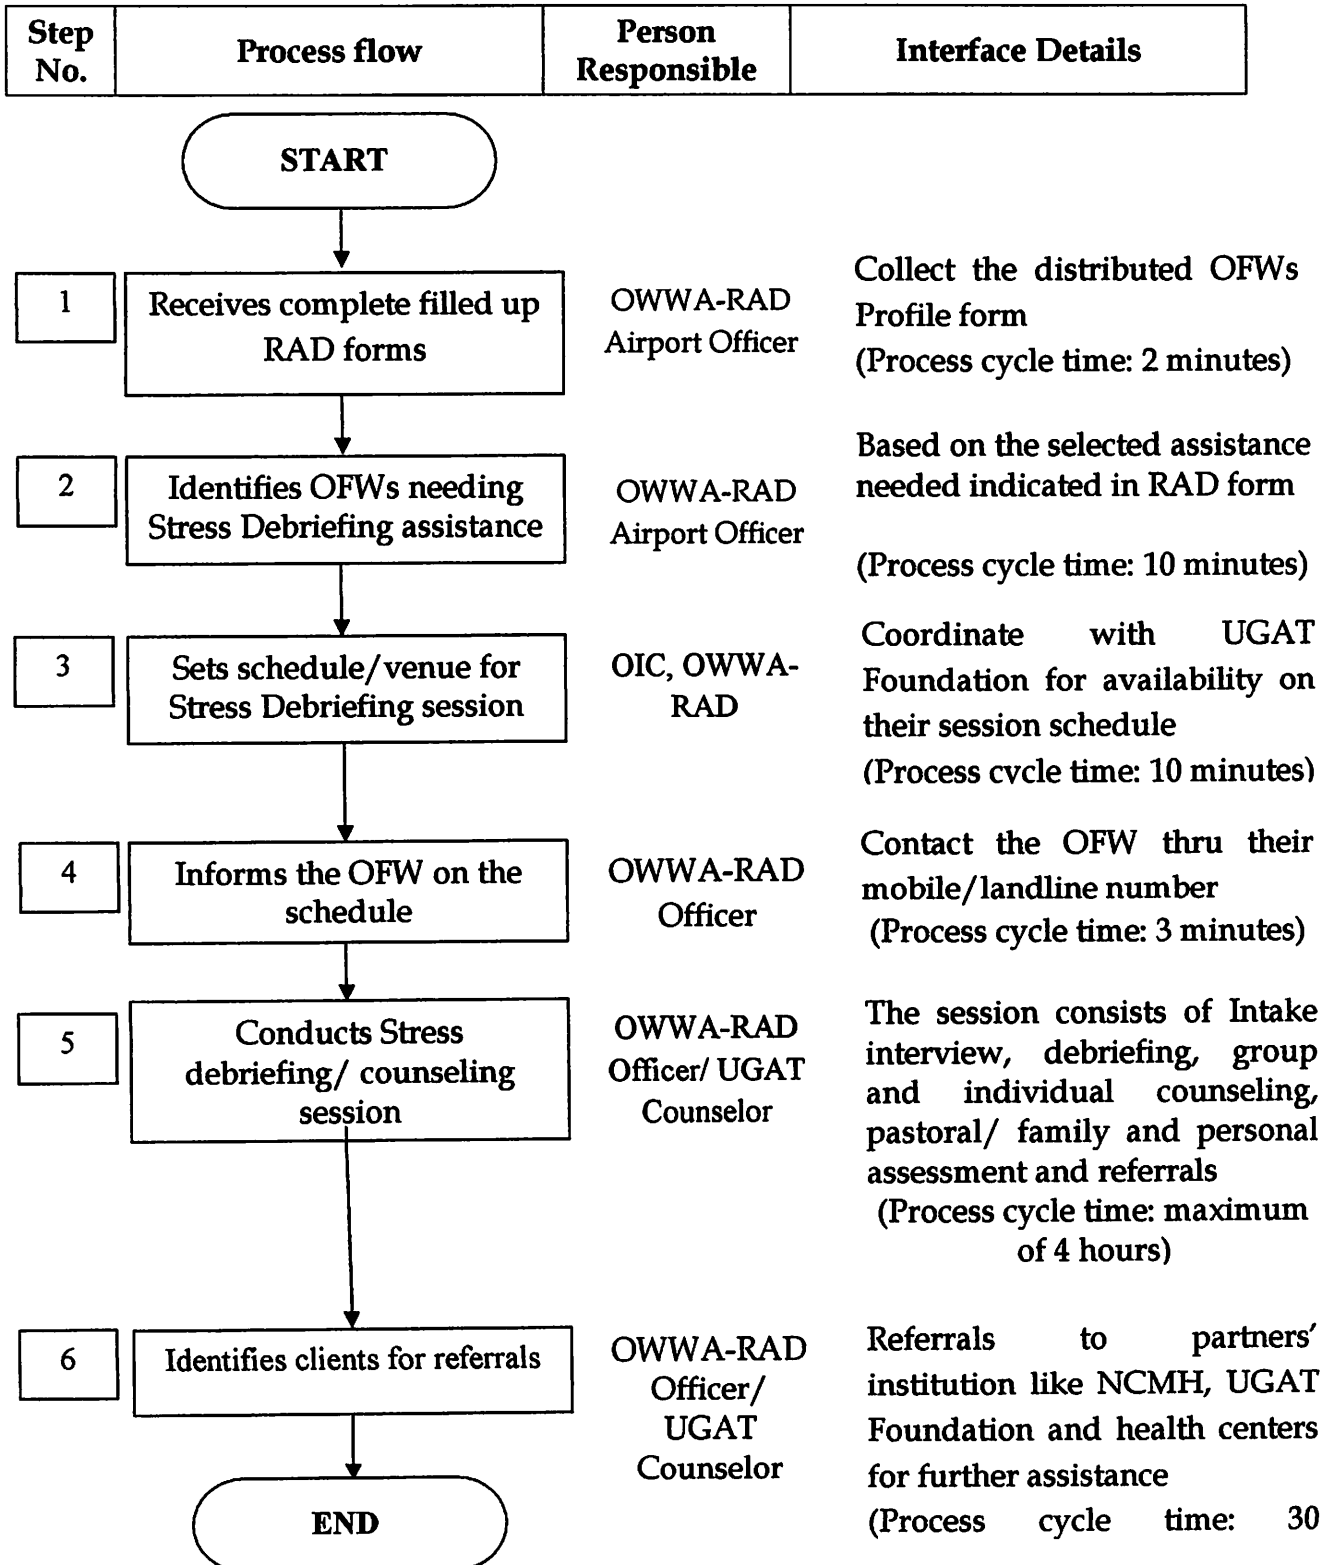 Step No.
Process flow
Person Responsible
Interface Details
START
1
Receives complete filled up
RAD forms
OWWA-RAD
Airport Officer
Collect the distributed OFWs
Profile form
(Process cycle time: 2 minutes)
2
Identifies OFWs needing
Stress Debriefing assistance
OWWA-RAD
Airport Officer
Based on the selected assistance
needed indicated in RAD form
(Process cycle time: 10 minutes)
3
Sets schedule/venue for
Stress Debriefing session
OIC, OWWA-
RAD
Coordinate with UGAT
Foundation for availability on
their session schedule
(Process cycle time: 10 minutes)
4
Informs the OFW on the
schedule
OWWA-RAD
Officer
Contact the OFW thru their
mobile/landline number
(Process cycle time: 3 minutes)
5
Conducts Stress
debriefing/ counseling
session
OWWA-RAD
Officer/ UGAT
Counselor
The session consists of Intake
interview, debriefing, group
and individual counseling,
pastoral/ family and personal
assessment and referrals
(Process cycle time: maximum
of 4 hours)
6
Identifies clients for referrals
OWWA-RAD
Officer/
UGAT
Counselor
Referrals to partners'
institution like NCMH, UGAT
Foundation and health centers
for further assistance
(Process cycle time: 30
END